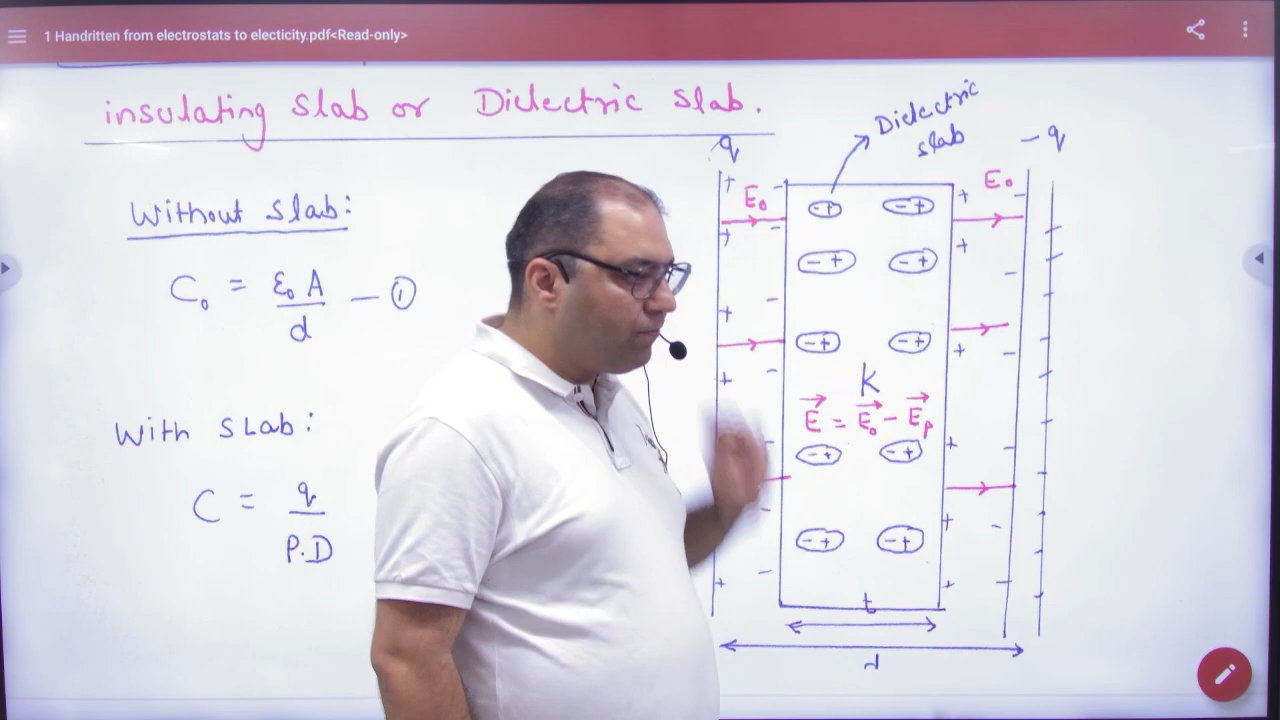 1 Handritten from electrostats to electicity.pdf<Read-only>
insulating slab or Dielectric slab.
Without slab:
C₀ = ε₀ A / d — ①
With SLab:
C = q / P.D
Dielectric
slab
q
- q
E₀
E₀
K
E⃗ = E⃗₀ - E⃗p
t
d